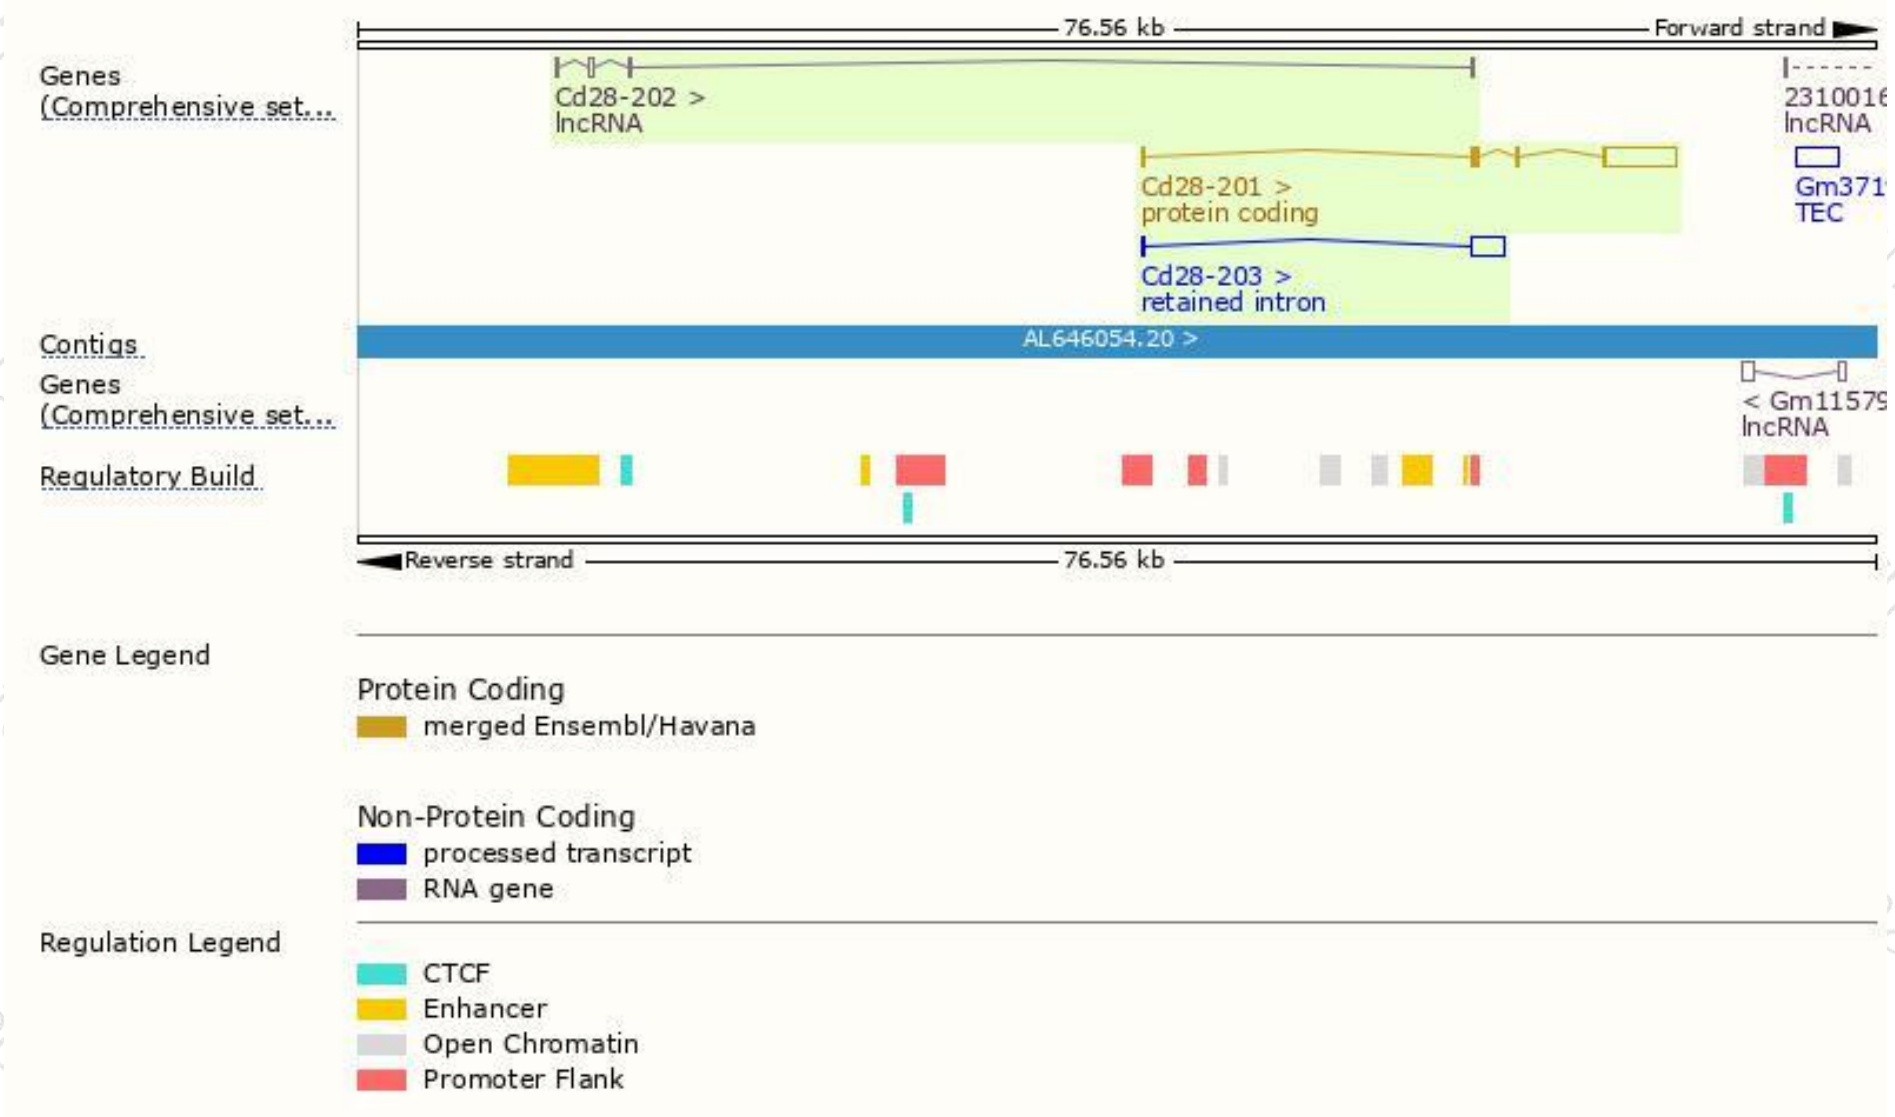 76.56 kb
Forward strand
Genes
(Comprehensive set...
Cd28-202 >
lncRNA
2310016
lncRNA
Cd28-201 >
protein coding
Gm371
TEC
Cd28-203 >
retained intron
Contigs
AL646054.20 >
Genes
(Comprehensive set...
< Gm11579
lncRNA
Regulatory Build
Reverse strand
76.56 kb
Gene Legend
Protein Coding
merged Ensembl/Havana
Non-Protein Coding
processed transcript
RNA gene
Regulation Legend
CTCF
Enhancer
Open Chromatin
Promoter Flank